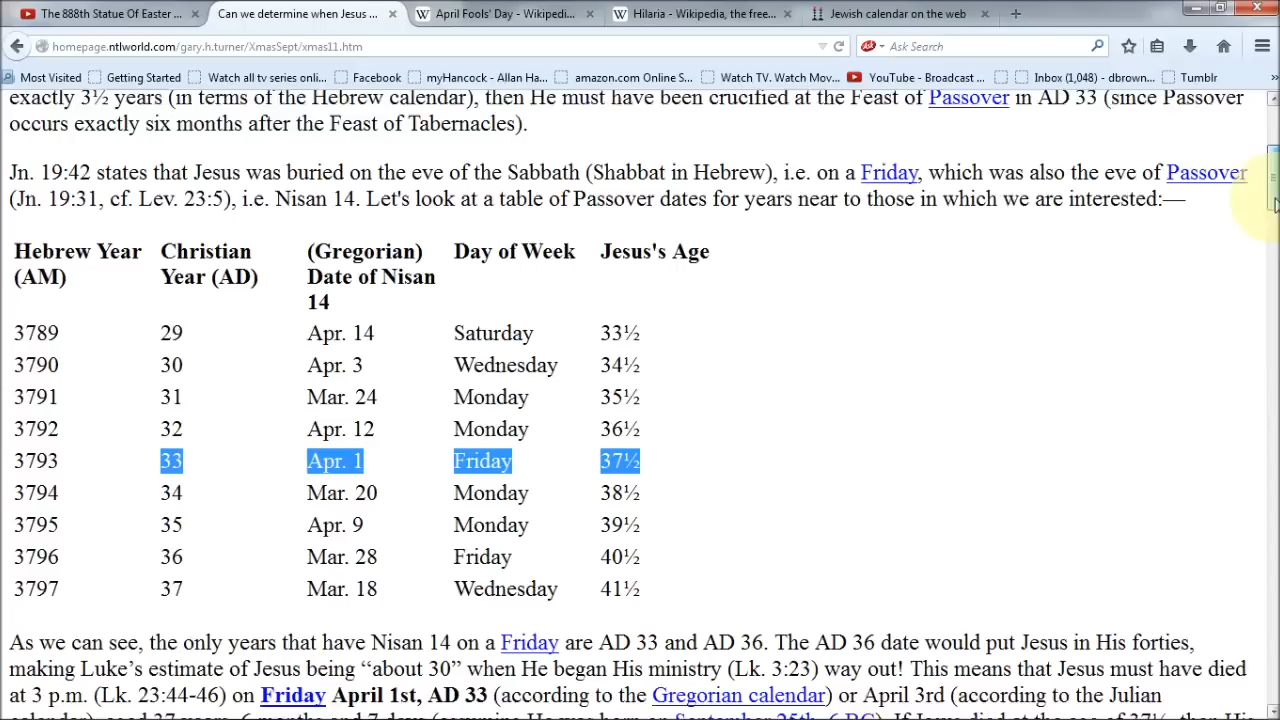 The 888th Statue Of Easter ...
Can we determine when Jesus ...
April Fools' Day - Wikipedi...
Hilaria - Wikipedia, the free...
Jewish calendar on the web
homepage.ntlworld.com/gary.h.turner/XmasSept/xmas11.htm
Ask Search
Most Visited Getting Started Watch all tv series onlin... Facebook myHancock - Allan Ha... amazon.com Online S... Watch TV. Watch Mov... YouTube - Broadcast ... Inbox (1,048) - dbrown... Tumblr
exactly 3½ years (in terms of the Hebrew calendar), then He must have been crucified at the Feast of Passover in AD 33 (since Passover
occurs exactly six months after the Feast of Tabernacles).
Jn. 19:42 states that Jesus was buried on the eve of the Sabbath (Shabbat in Hebrew), i.e. on a Friday, which was also the eve of Passover
(Jn. 19:31, cf. Lev. 23:5), i.e. Nisan 14. Let's look at a table of Passover dates for years near to those in which we are interested:—
Hebrew Year (AM) Christian Year (AD) (Gregorian) Date of Nisan 14 Day of Week Jesus's Age
3789 29 Apr. 14 Saturday 33½
3790 30 Apr. 3 Wednesday 34½
3791 31 Mar. 24 Monday 35½
3792 32 Apr. 12 Monday 36½
3793 33 Apr. 1 Friday 37½
3794 34 Mar. 20 Monday 38½
3795 35 Apr. 9 Monday 39½
3796 36 Mar. 28 Friday 40½
3797 37 Mar. 18 Wednesday 41½
As we can see, the only years that have Nisan 14 on a Friday are AD 33 and AD 36. The AD 36 date would put Jesus in His forties,
making Luke's estimate of Jesus being “about 30” when He began His ministry (Lk. 3:23) way out! This means that Jesus must have died
at 3 p.m. (Lk. 23:44-46) on Friday April 1st, AD 33 (according to the Gregorian calendar) or April 3rd (according to the Julian